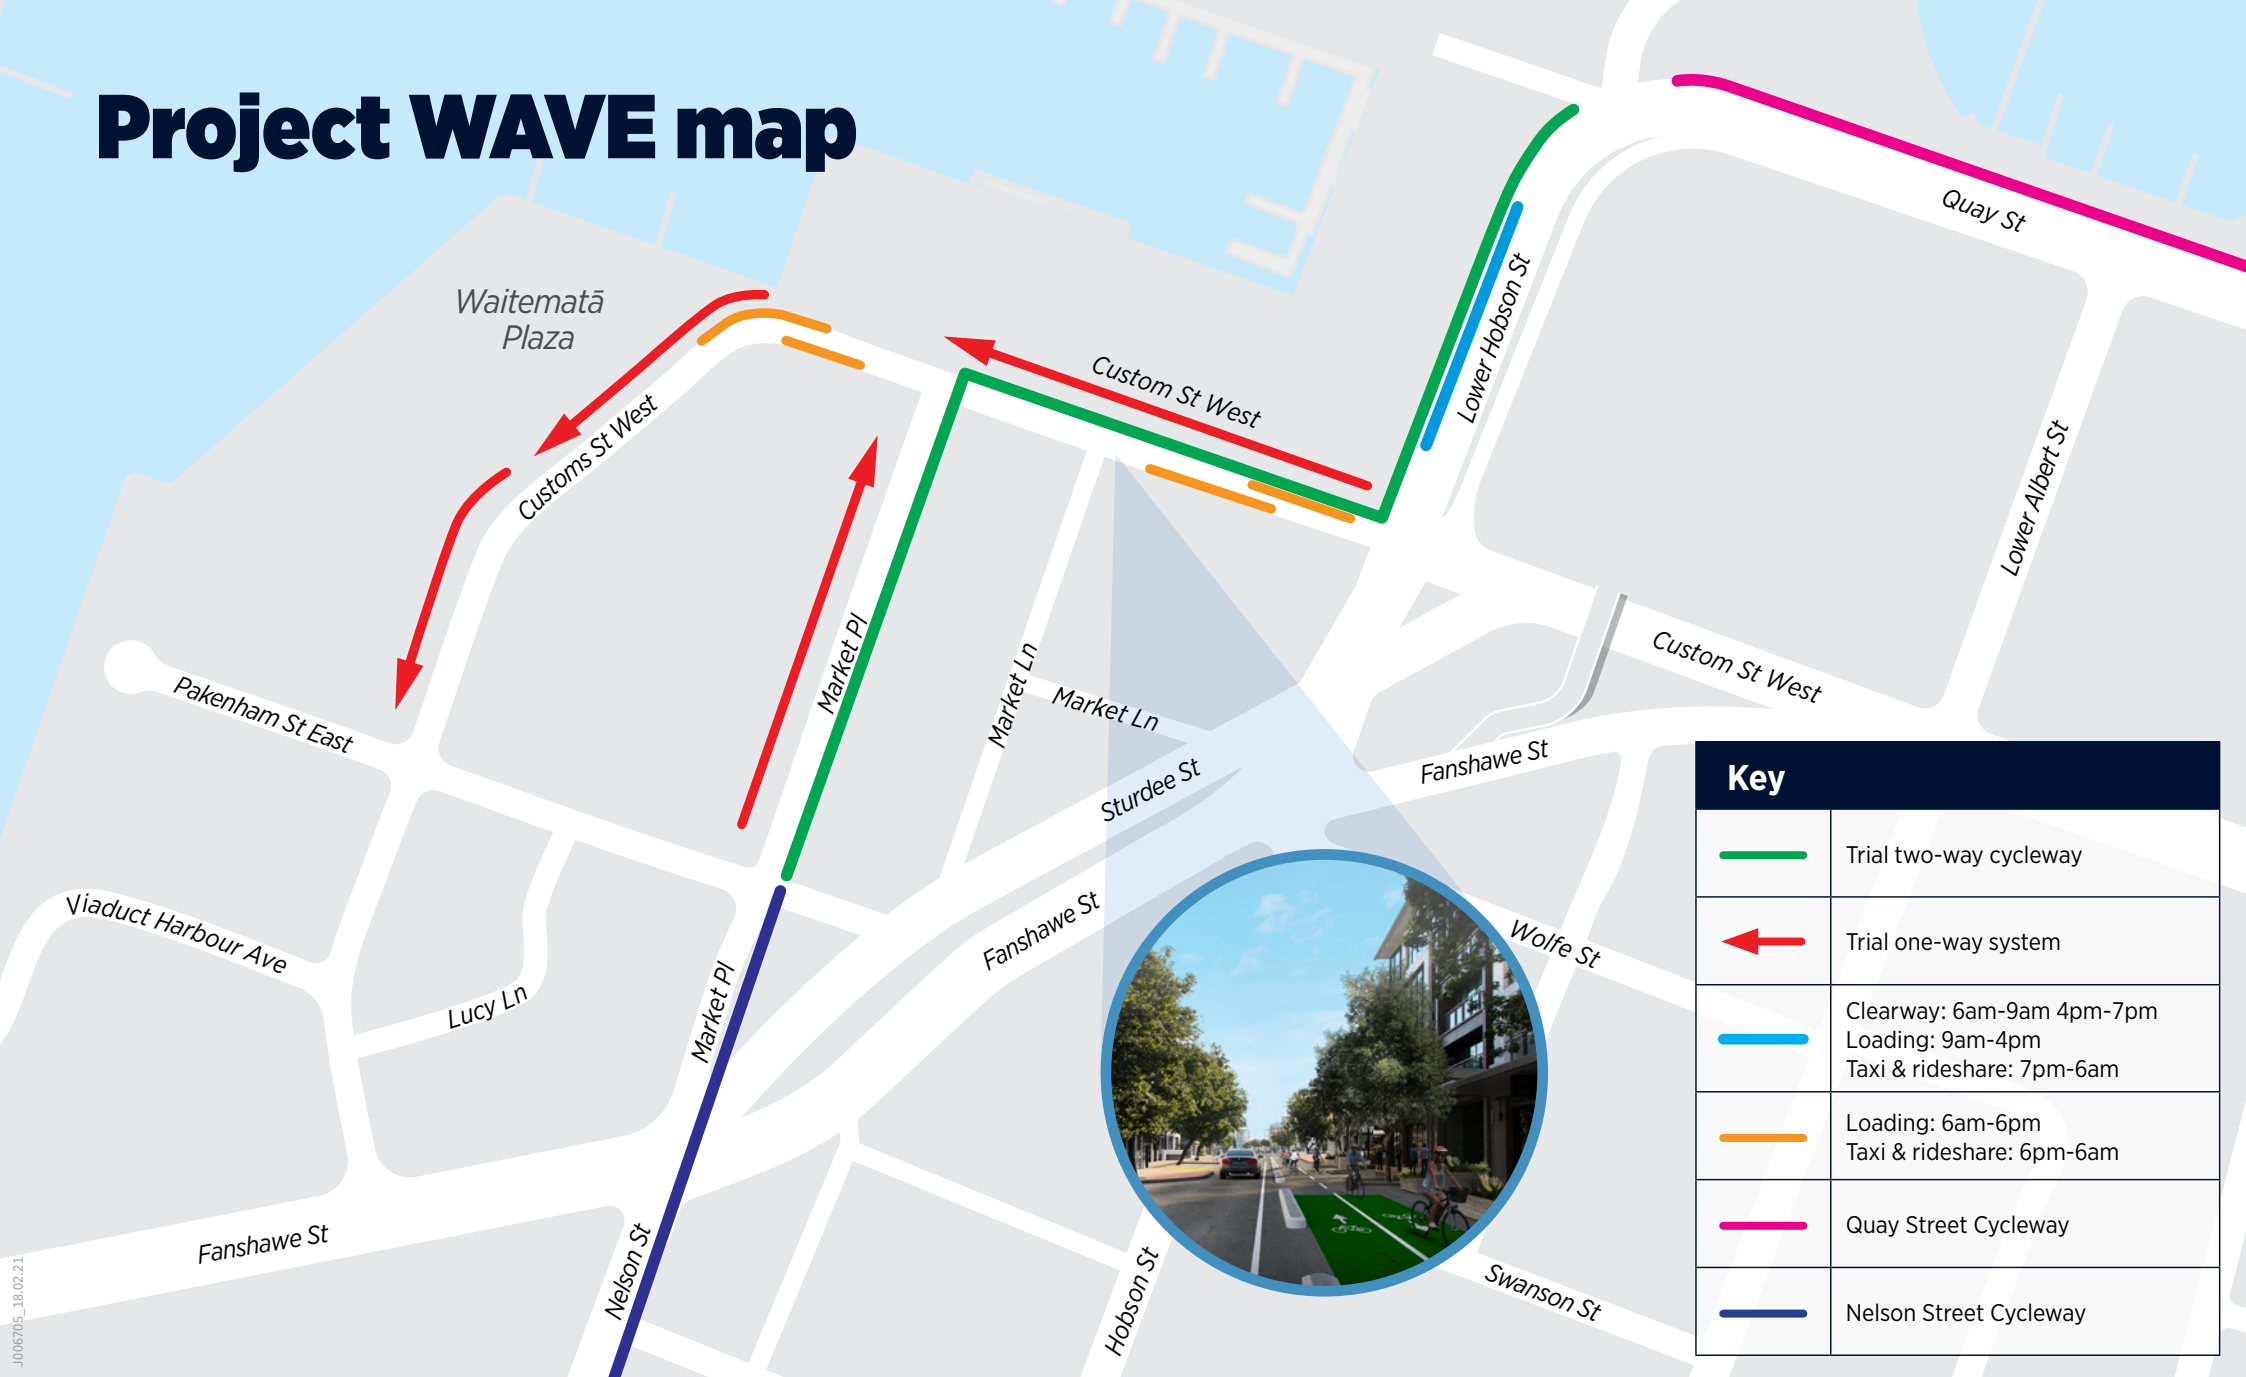 Project WAVE map
Quay St
Waitematā
Plaza
Lower Hobson St
Custom St West
Customs St West
Lower Albert St
Market Pl
Market Ln
Market Ln
Custom St West
Pakenham St East
Sturdee St
Fanshawe St
Viaduct Harbour Ave
Fanshawe St
Wolfe St
Lucy Ln
Market Pl
Fanshawe St
Nelson St
Hobson St
Swanson St
J006705_18.02.21
Key
Trial two-way cycleway
Trial one-way system
Clearway: 6am-9am 4pm-7pm
Loading: 9am-4pm
Taxi & rideshare: 7pm-6am
Loading: 6am-6pm
Taxi & rideshare: 6pm-6am
Quay Street Cycleway
Nelson Street Cycleway